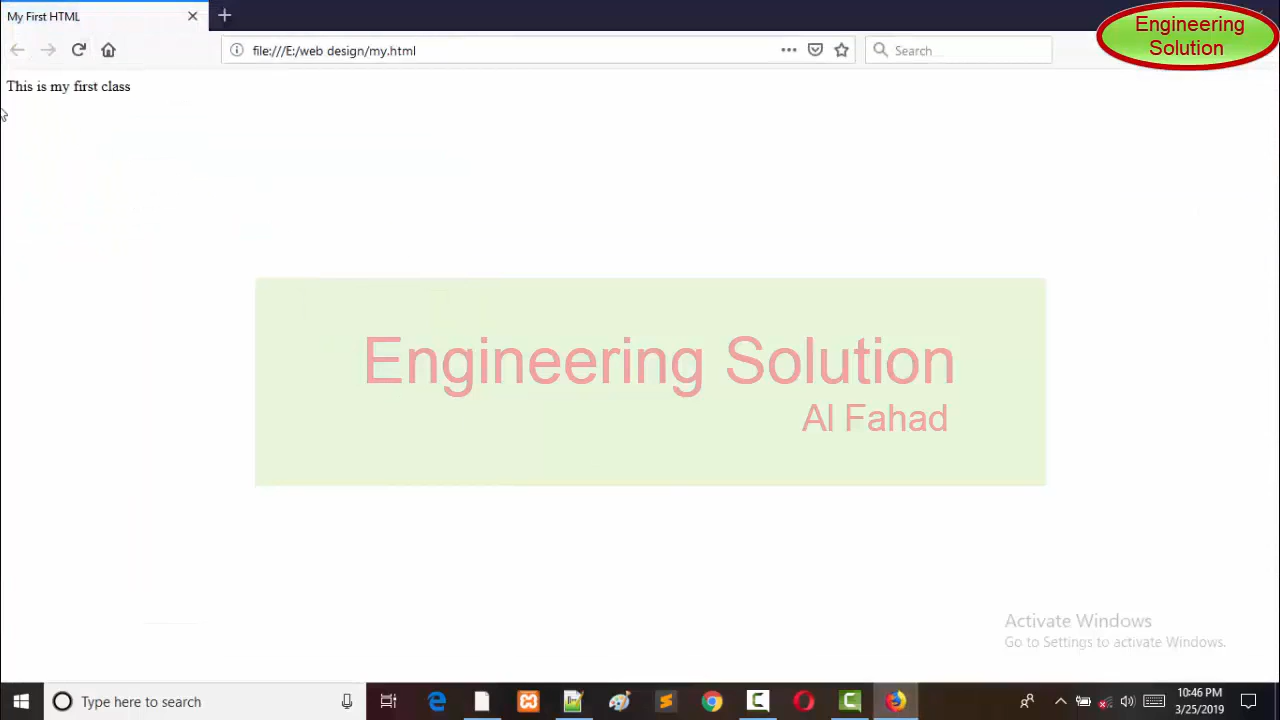 My First HTML
Engineering
Solution
file:///E:/web design/my.html
Search...
This is my first class
Engineering Solution
Al Fahad
Activate Windows
Go to Settings to activate Windows.
Type here to search
10:46 PM
3/25/2019